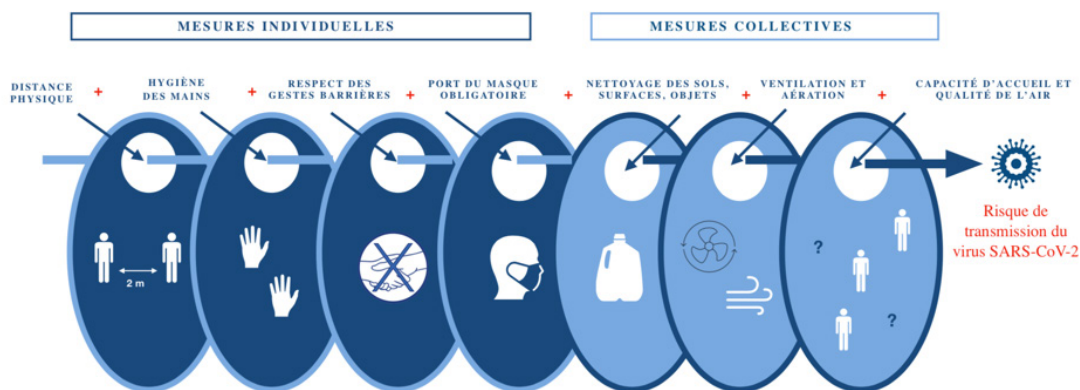 MESURES INDIVIDUELLES
MESURES COLLECTIVES
DISTANCE
PHYSIQUE
+
HYGIÈNE
DES MAINS
+
RESPECT DES
GESTES BARRIÈRES
+
PORT DU MASQUE
OBLIGATOIRE
+
NETTOYAGE DES SOLS,
SURFACES, OBJETS
+
VENTILATION ET
AÉRATION
+
CAPACITÉ D'ACCUEIL ET
QUALITÉ DE L'AIR
2 m
?
?
Risque de
transmission du
virus SARS-CoV-2